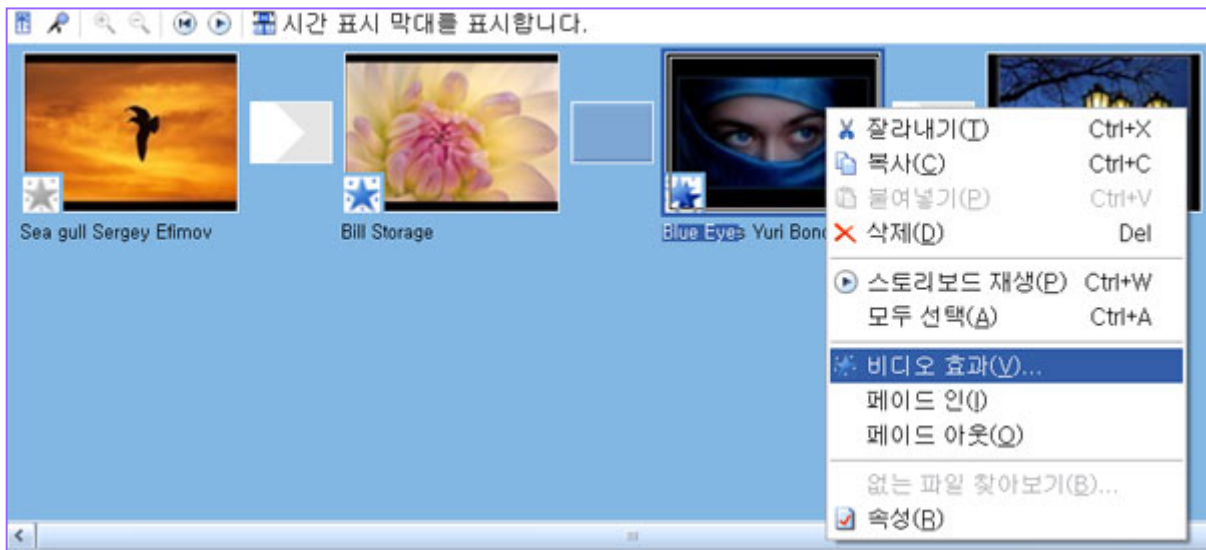 시간 표시 막대를 표시합니다.
Sea gull Sergey Efimov
Bill Storage
Blue Eyes Yuri
잘라내기(T) Ctrl+X
복사(C) Ctrl+C
붙여넣기(P) Ctrl+V
삭제(D) Del
스토리보드 재생(P) Ctrl+W
모두 선택(A) Ctrl+A
비디오 효과(V)...
페이드 인(I)
페이드 아웃(O)
없는 파일 찾아보기(B)...
속성(R)